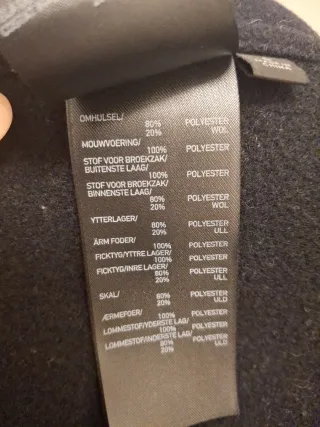 OMHULSEL/
80% POLYESTER
20% WOL
MOUWVOERING/
100% POLYESTER
STOF VOOR BROEKZAK/
BUITENSTE LAAG/
100% POLYESTER
STOF VOOR BROEKZAK/
BINNENSTE LAAG/
80% POLYESTER
20% WOL
YTTERLAGER/
80% POLYESTER
20% ULL
ÄRM FODER/
100% POLYESTER
FICKTYG/YTTRE LAGER/
100% POLYESTER
FICKTYG/INRE LAGER/
80% POLYESTER
20% ULL
SKAL/
80% POLYESTER
20% ULD
ÆRMEFOER/
100% POLYESTER
LOMMESTOF/YDERSTE LAG/
100% POLYESTER
LOMMESTOF/INDERSTE LAG/
80% POLYESTER
20% ULD